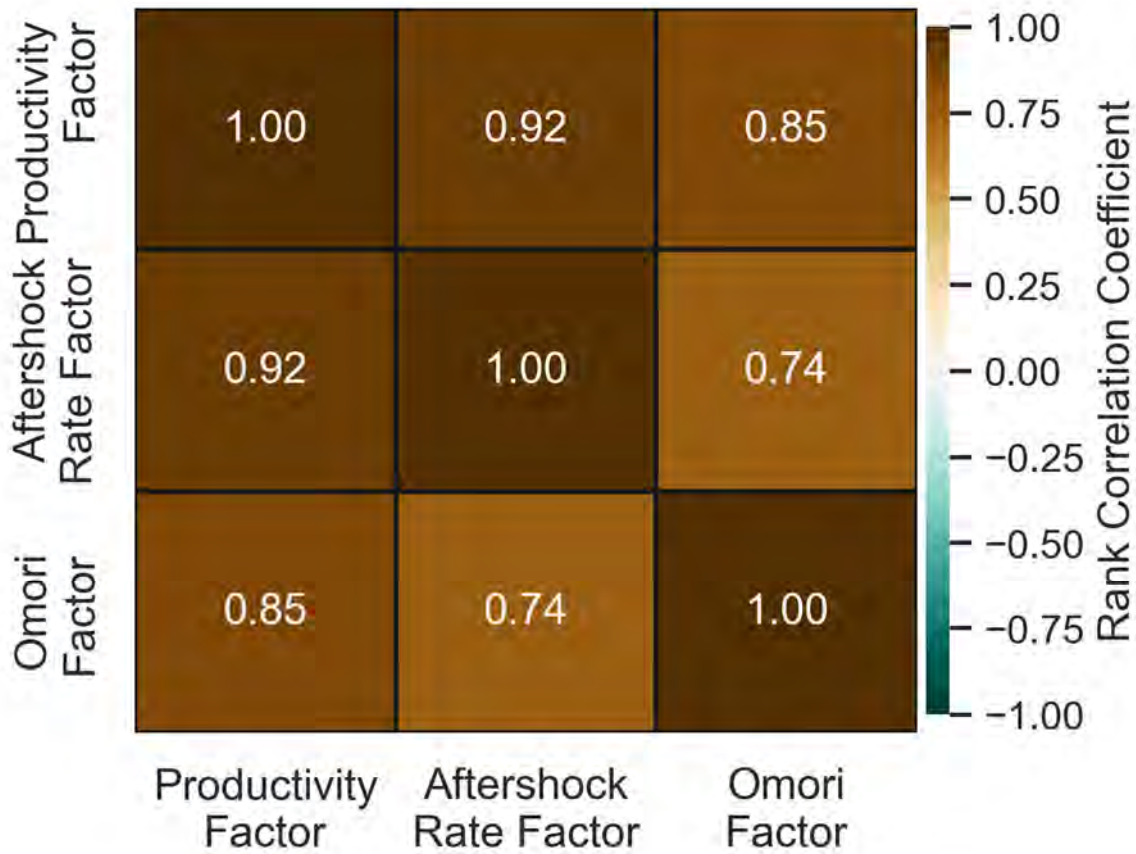 Productivity
Factor
1.00
0.92
0.85
Aftershock
Rate Factor
0.92
1.00
0.74
Omori
Factor
0.85
0.74
1.00
Productivity
Factor
Aftershock
Rate Factor
Omori
Factor
1.00
0.75
0.50
0.25
0.00
−0.25
−0.50
−0.75
−1.00
Rank Correlation Coefficient